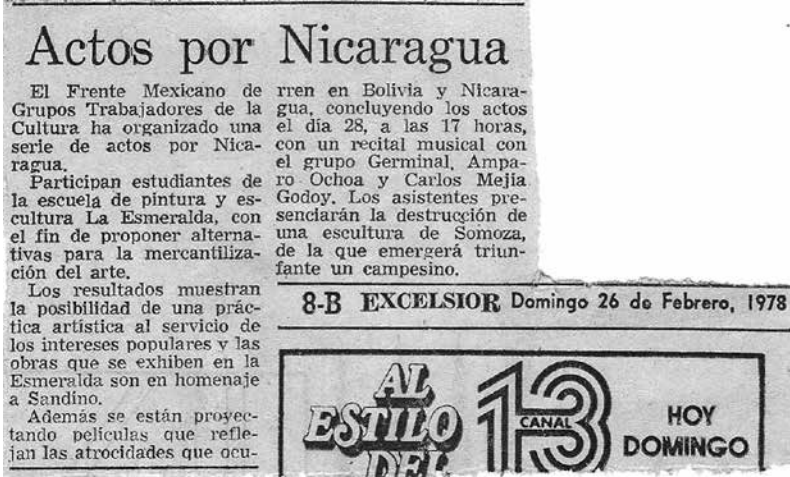 Actos por Nicaragua
El Frente Mexicano de
Grupos Trabajadores de la
Cultura ha organizado una
serie de actos por Nica-
ragua.
Participan estudiantes de
la escuela de pintura y es-
cultura La Esmeralda, con
el fin de proponer alterna-
tivas para la mercantiliza-
ción del arte.
Los resultados muestran
la posibilidad de una prác-
tica artística al servicio de
los intereses populares y las
obras que se exhiben en la
Esmeralda son en homenaje
a Sandino.
Además se están proyec-
tando películas que refle-
jan las atrocidades que ocu-
rren en Bolivia y Nicara-
gua, concluyendo los actos
el día 28, a las 17 horas,
con un recital musical con
el grupo Germinal, Ampa-
ro Ochoa y Carlos Mejía
Godoy. Los asistentes pre-
senciarán la destrucción de
una escultura de Somoza,
de la que emergerá triun-
fante un campesino.
8-B EXCELSIOR Domingo 26 de Febrero, 1978
AL
ESTILO
DEL
13
CANAL
HOY
DOMINGO